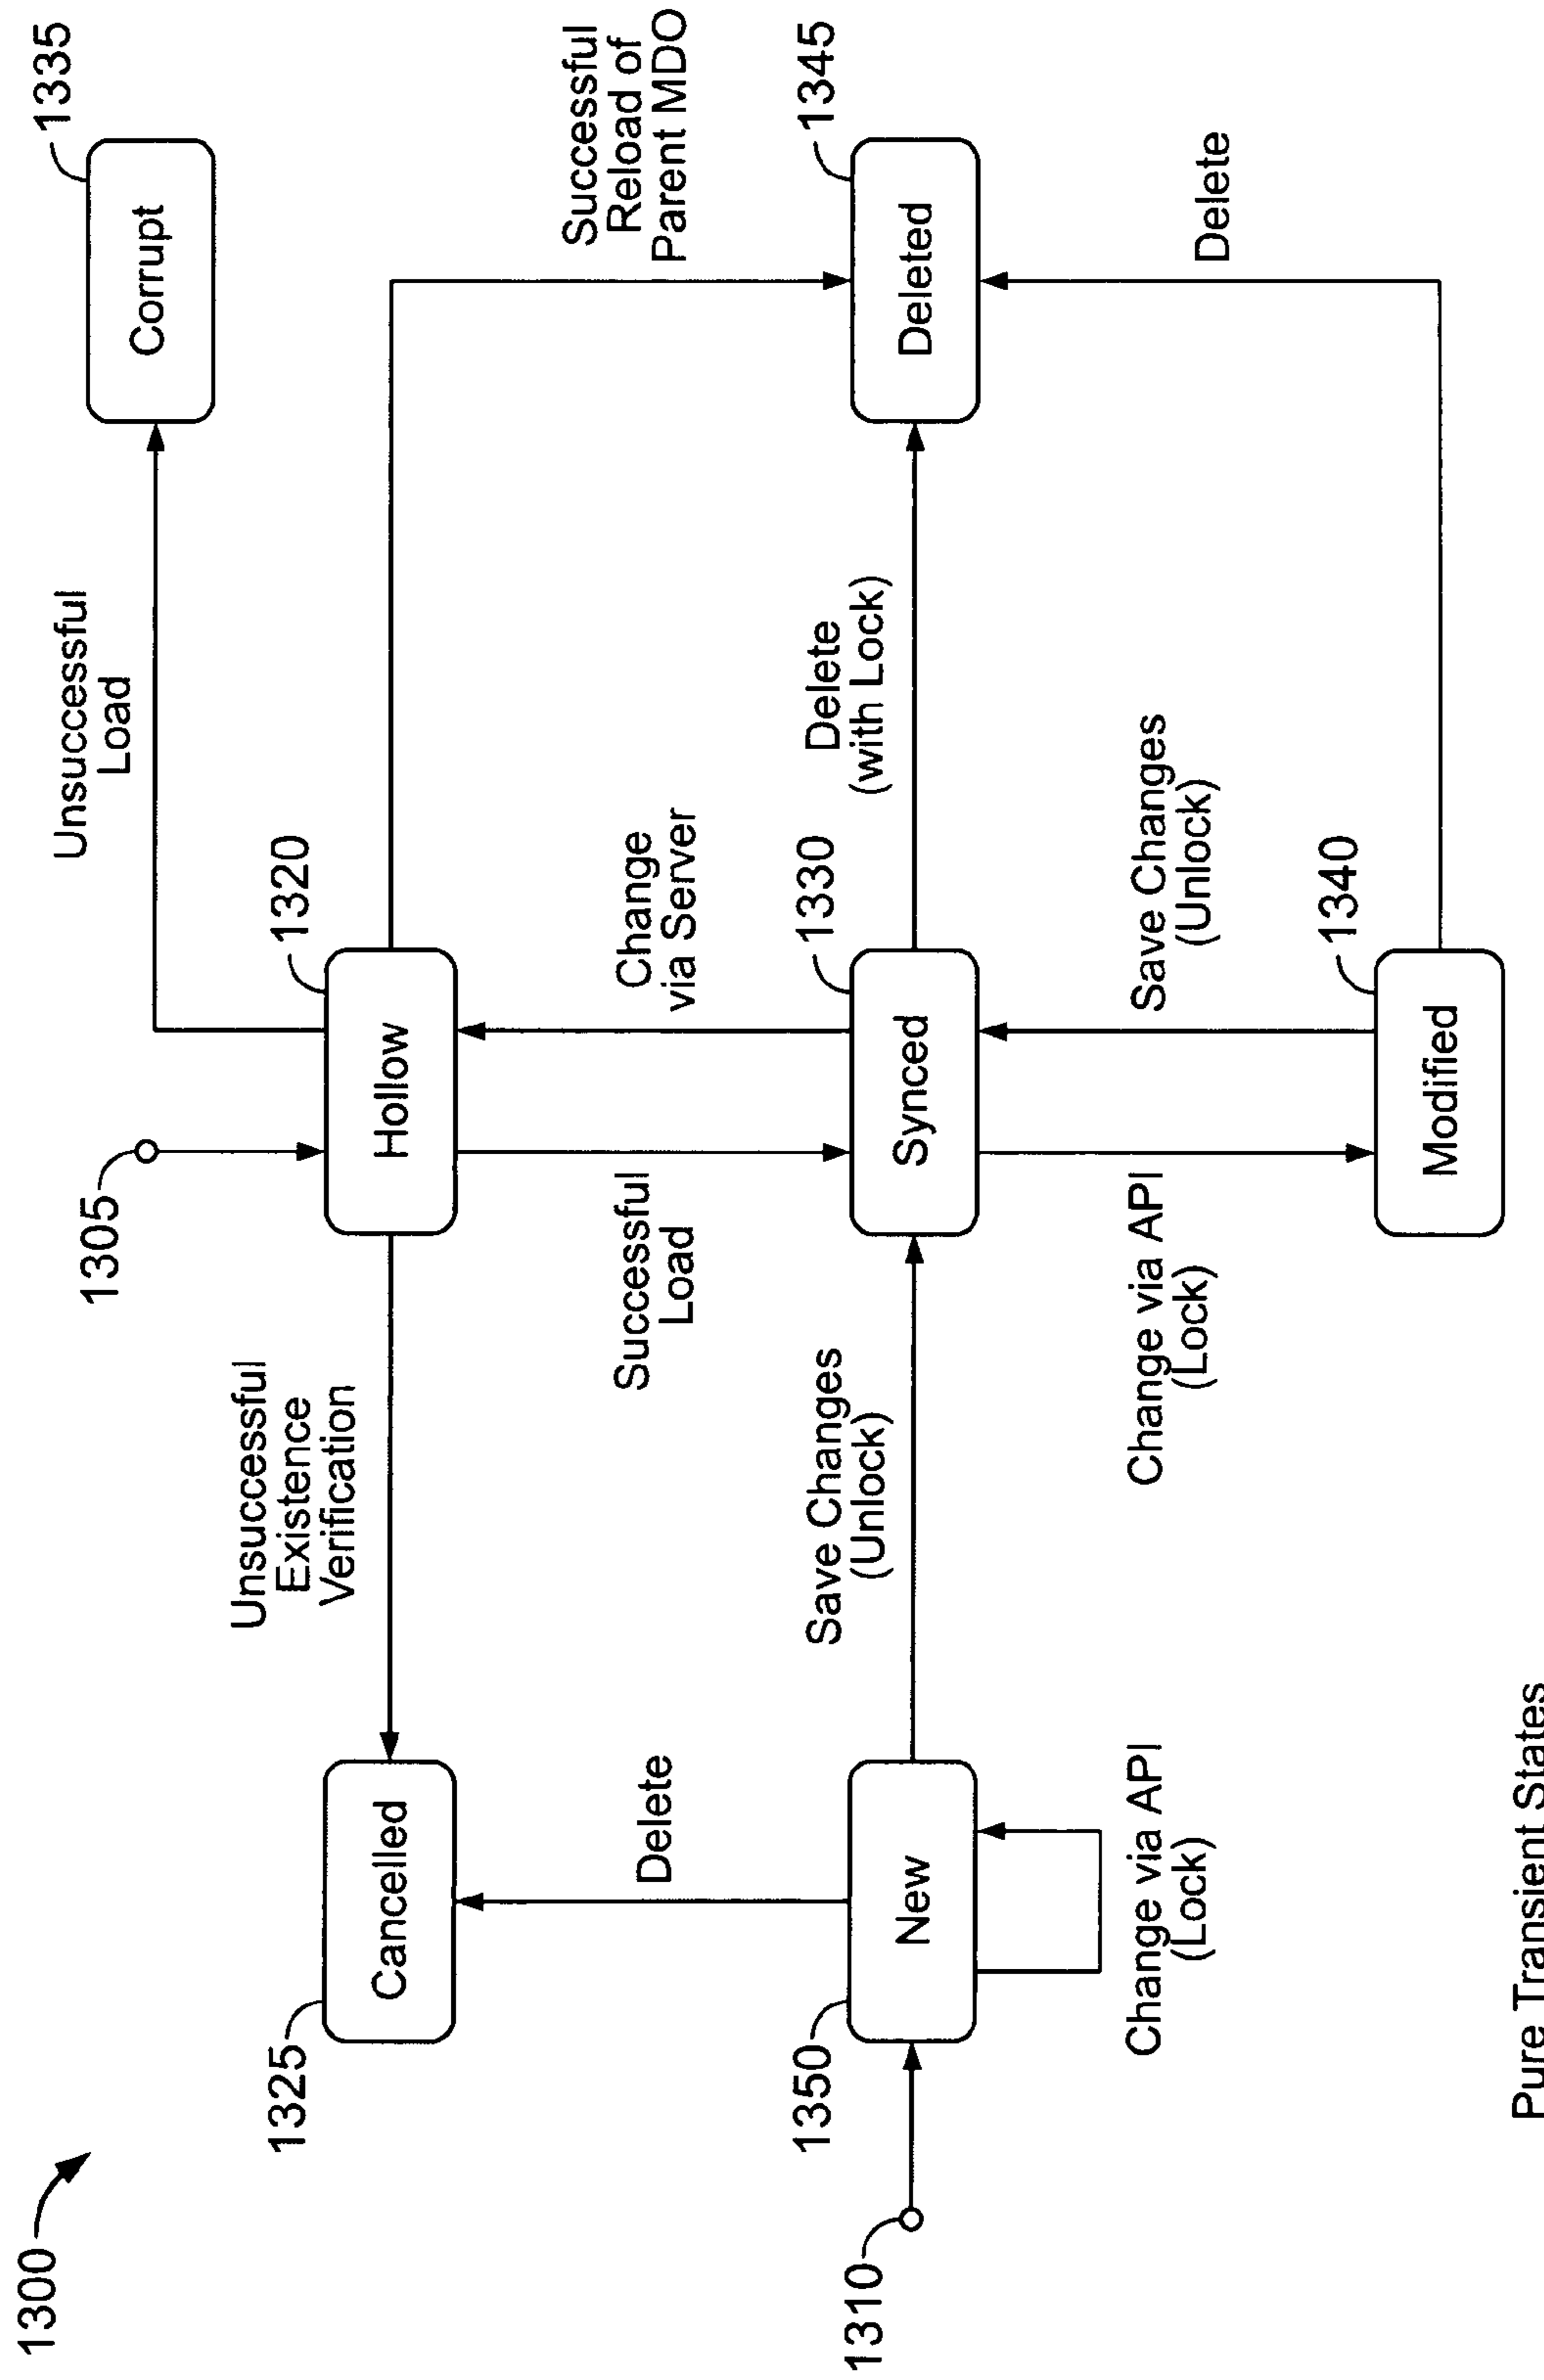 1300
1305
1335
Unsuccessful
Load
Corrupt
1325
Unsuccessful
Existence
Verification
1320
Cancelled
Hollow
Successful
Reload of
Parent MDO
Delete
Successful
Load
Change
via Server
1310
1350
Save Changes
(Unlock)
1330
Delete
(with Lock)
1345
New
Synced
Deleted
Change via API
(Lock)
Change via API
(Lock)
Save Changes
(Unlock)
Delete
1340
Modified
Pure Transient States